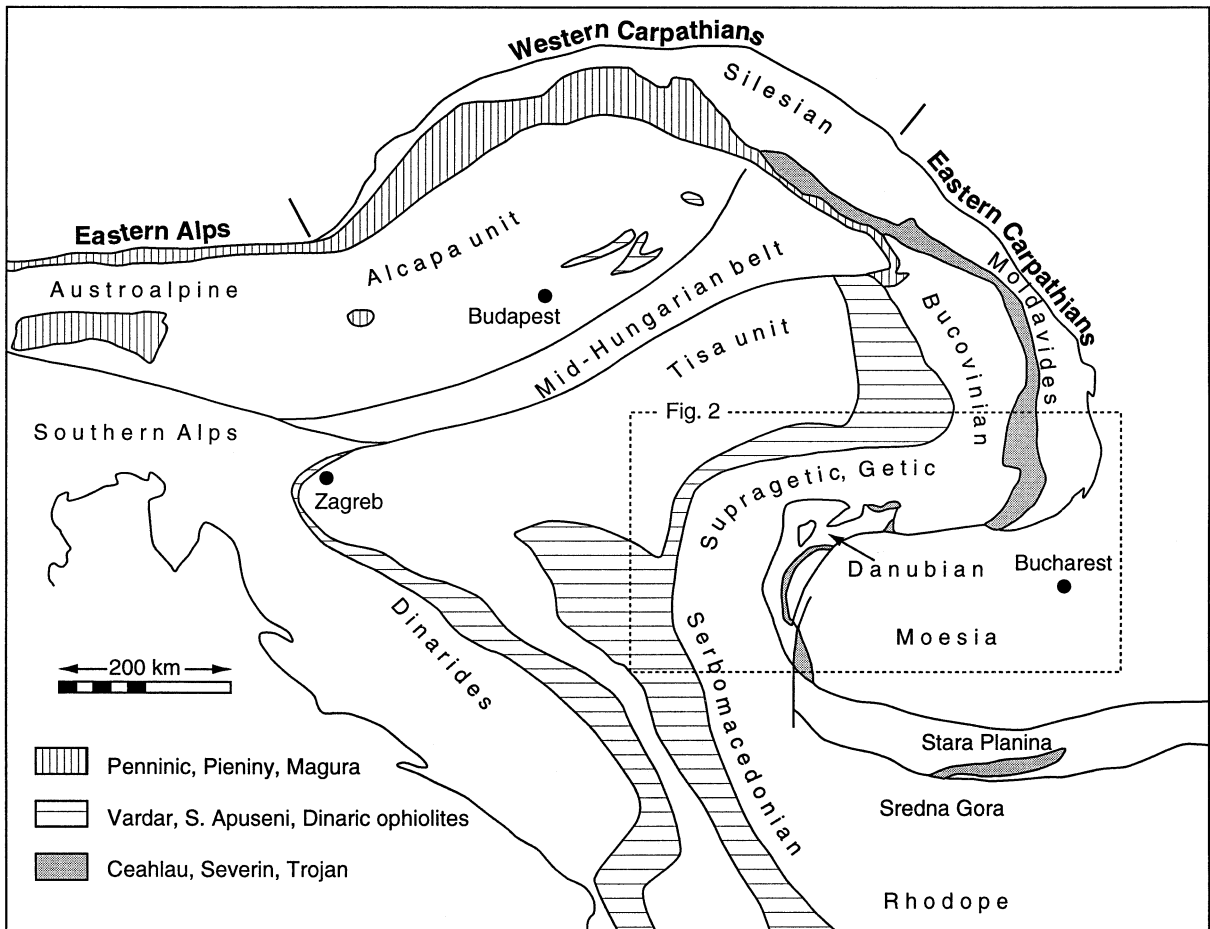 Western Carpathians
Silesian
Eastern Carpathians
Eastern Alps
Alcapa unit
Austroalpine
Budapest
Mid-Hungarian belt
Moldavides
Bucovinian
Tisa unit
Fig. 2
Southern Alps
Zagreb
Supragetic, Getic
Danubian
Bucharest
Dinarides
Moesia
Serbomacedonian
200 km
Stara Planina
Sredna Gora
Rhodope
Penninic, Pieniny, Magura
Vardar, S. Apuseni, Dinaric ophiolites
Ceahlau, Severin, Trojan